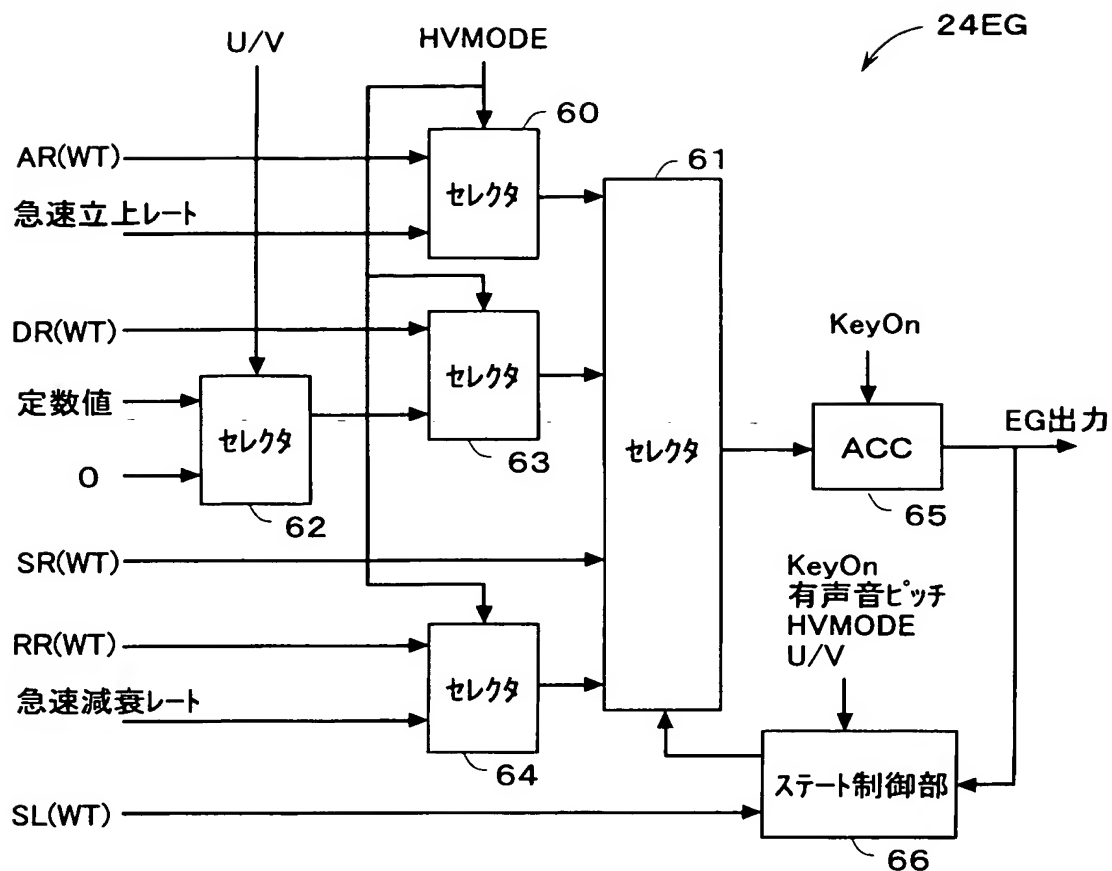 24EG
U/V
HVMODE
60
AR(WT)
セレクタ
急速立上レート
61
DR(WT)
セレクタ
KeyOn
定数値
セレクタ
63
セレクタ
ACC
EG出力
0
62
65
SR(WT)
KeyOn
有声音ピッチ
HVMODE
U/V
RR(WT)
セレクタ
急速減衰レート
64
ステート制御部
SL(WT)
66